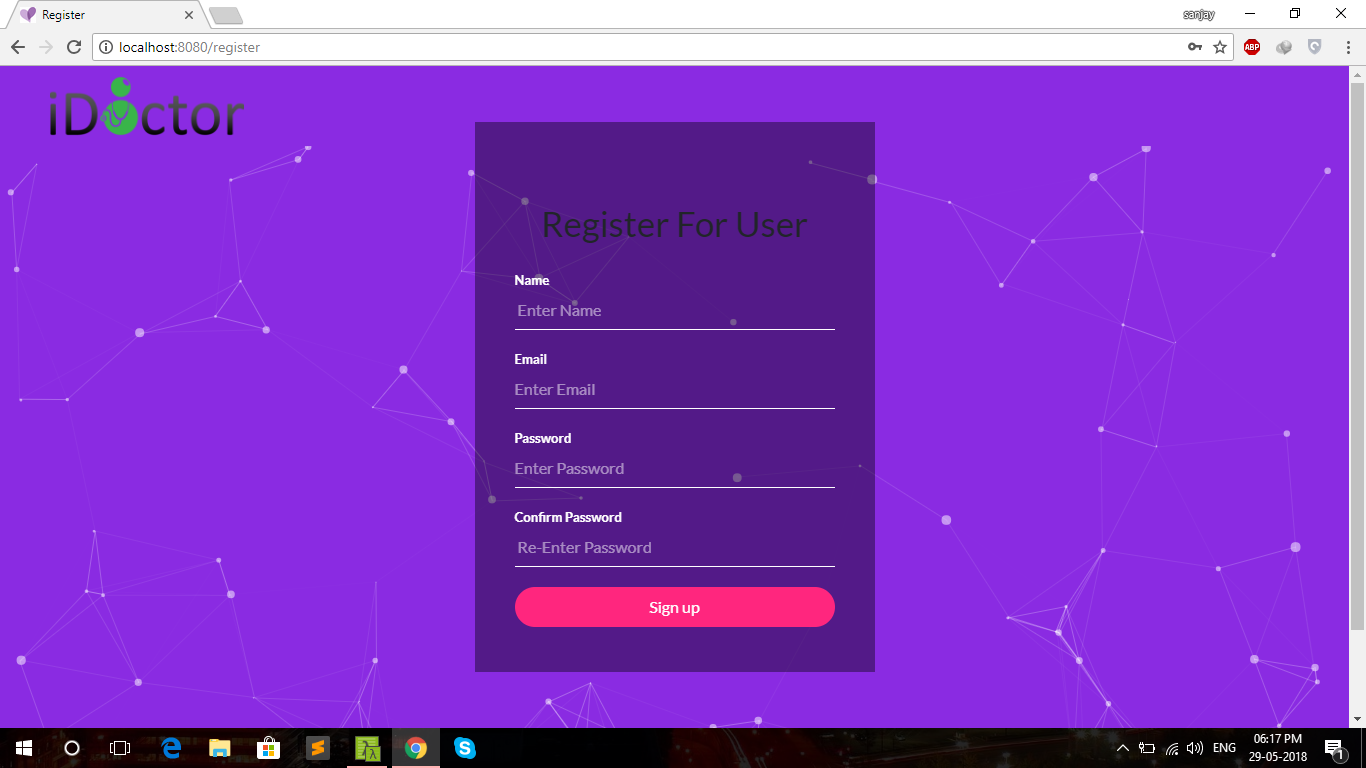 Register
sanjay
localhost:8080/register
ABP
iDoctor
Register For User
Name
Enter Name
Email
Enter Email
Password
Enter Password
Confirm Password
Re-Enter Password
Sign up
06:17 PM
ENG
29-05-2018
1